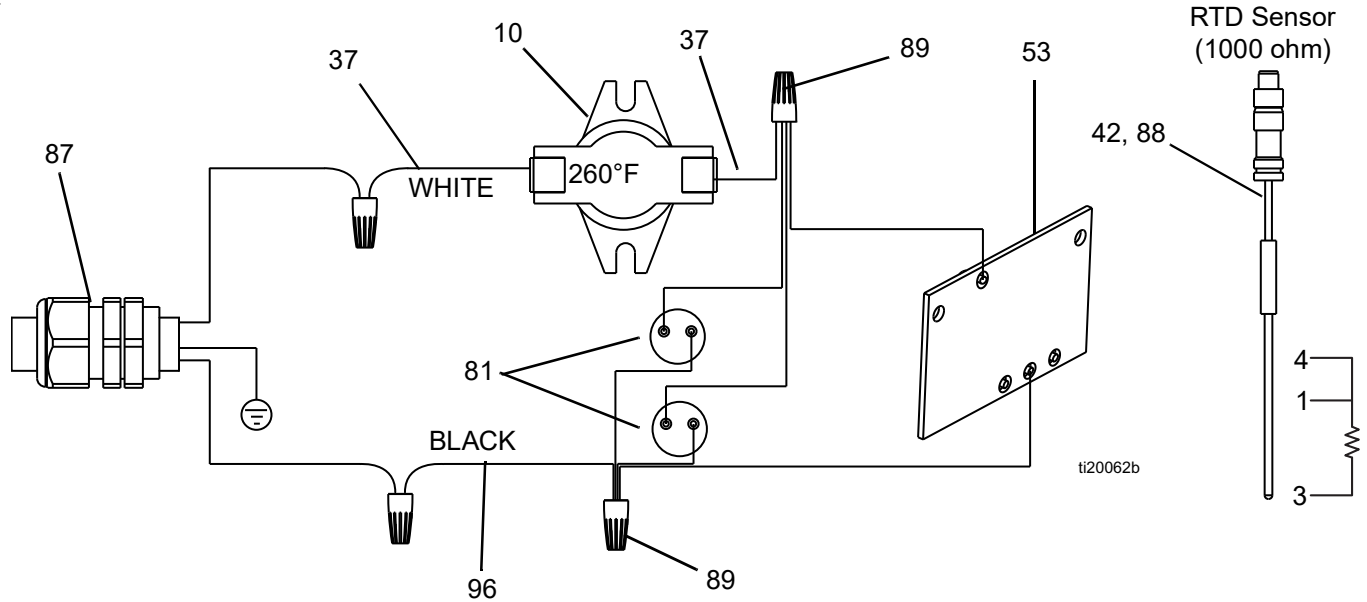 RTD Sensor
(1000 ohm)
10
37
37
89
53
42, 88
87
260°F
WHITE
4
1
81
BLACK
ti20062b
3
89
96